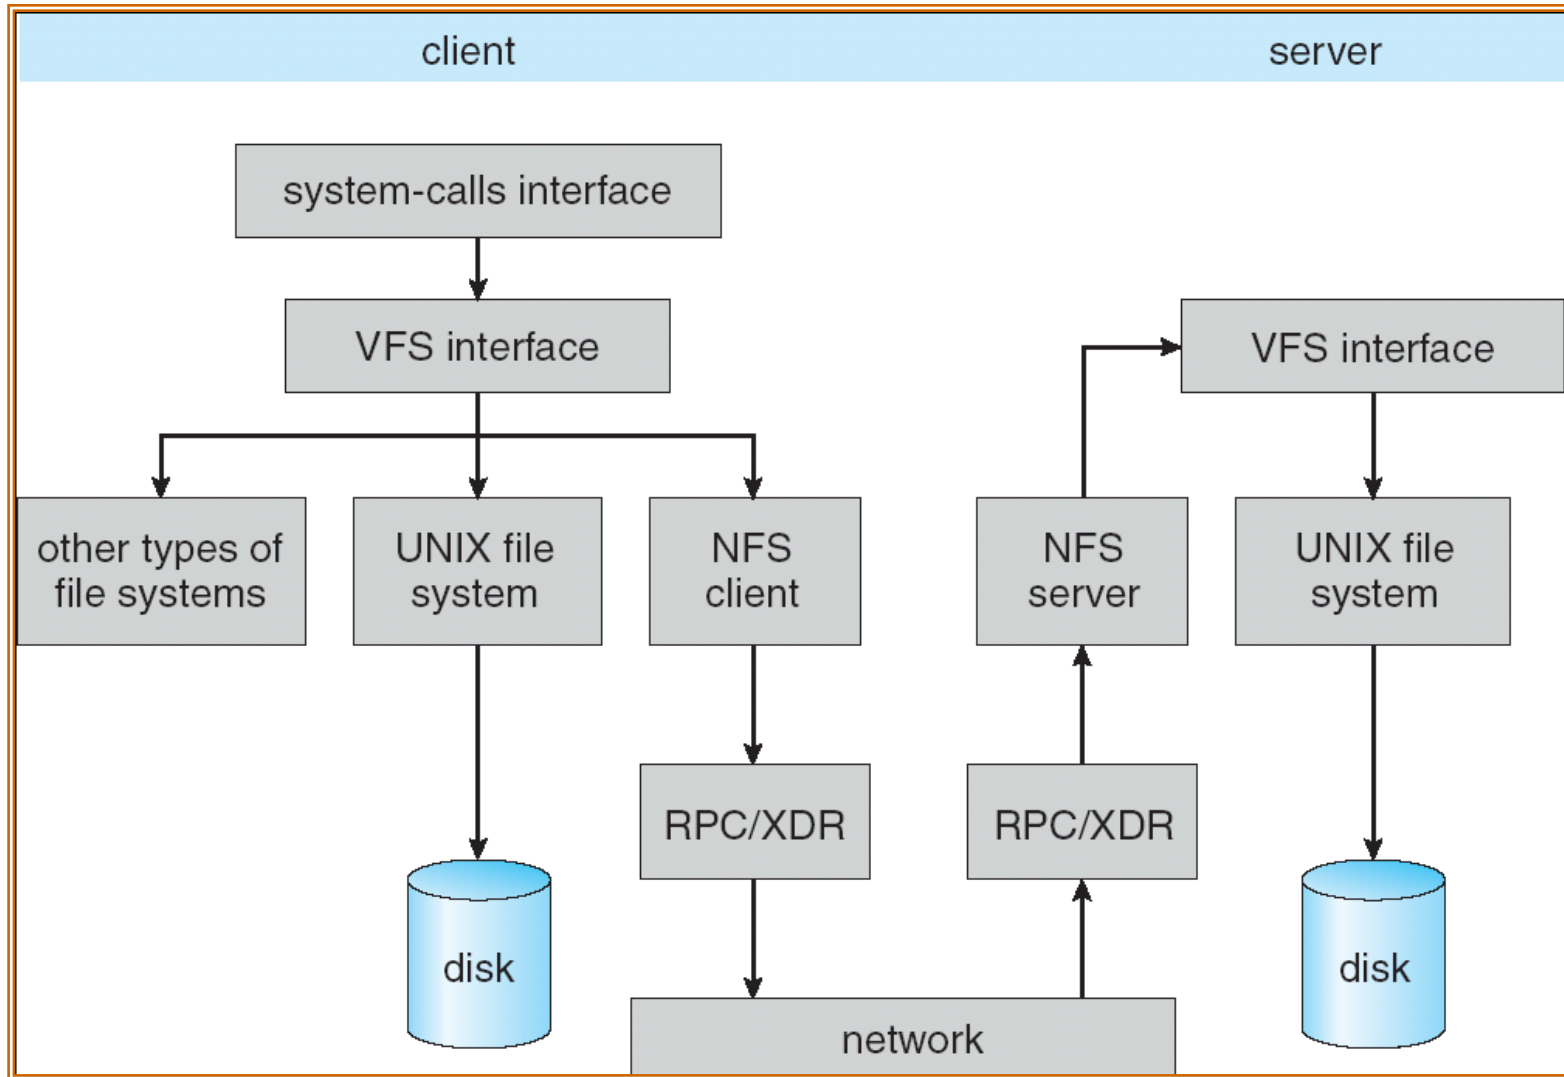 client
server
system-calls interface
VFS interface
VFS interface
other types of
file systems
UNIX file
system
NFS
client
NFS
server
UNIX file
system
RPC/XDR
RPC/XDR
disk
disk
network